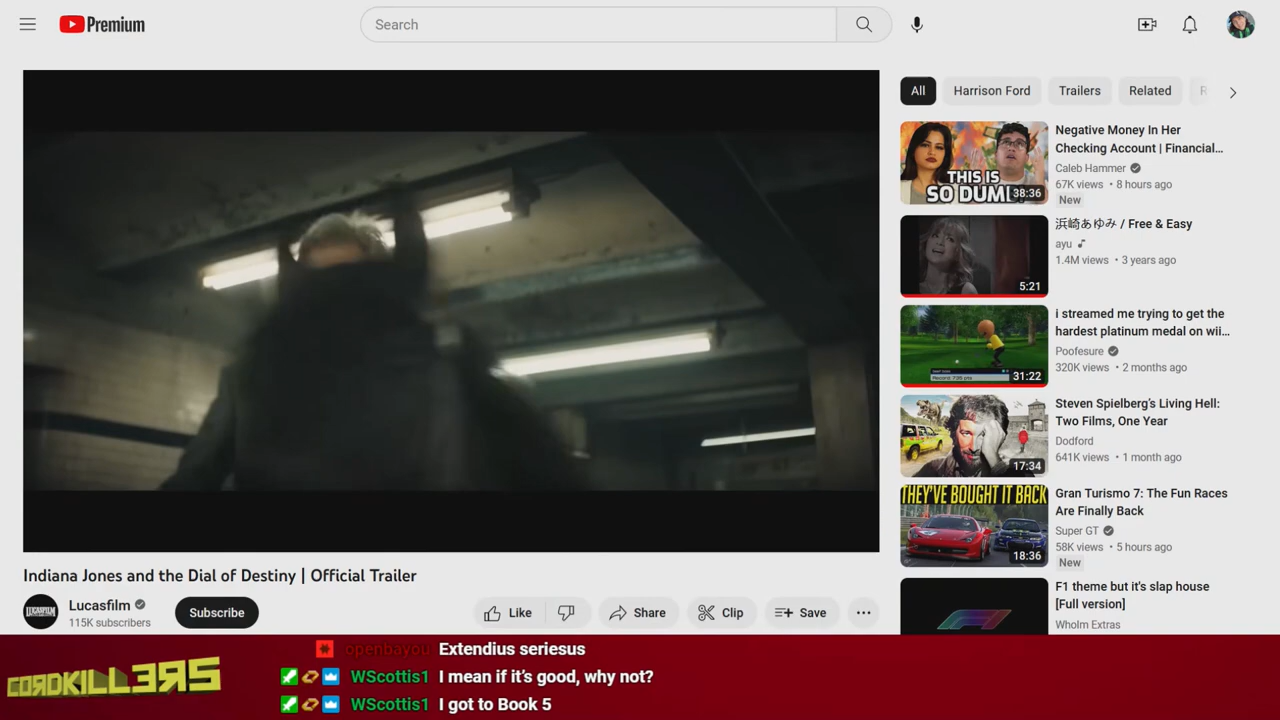 Premium
Search
All
Harrison Ford
Trailers
Related
THIS IS
SO DUM
38:36
Negative Money In Her
Checking Account | Financial...
Caleb Hammer
67K views • 8 hours ago
New
5:21
浜崎あゆみ / Free & Easy
ayu
1.4M views • 3 years ago
31:22
i streamed me trying to get the
hardest platinum medal on wii...
Poofesure
320K views • 2 months ago
17:34
Steven Spielberg's Living Hell:
Two Films, One Year
Dodford
641K views • 1 month ago
THEY'VE BOUGHT IT BACK
18:36
Gran Turismo 7: The Fun Races
Are Finally Back
Super GT
58K views • 5 hours ago
New
F1 theme but it's slap house
[Full version]
Wholm Extras
Indiana Jones and the Dial of Destiny | Official Trailer
LUCASFILM
Lucasfilm
115K subscribers
Subscribe
Like
Share
Clip
Save
CORDKILL3RS
openbayou Extendius seriesus
WScottis1 I mean if it's good, why not?
WScottis1 I got to Book 5